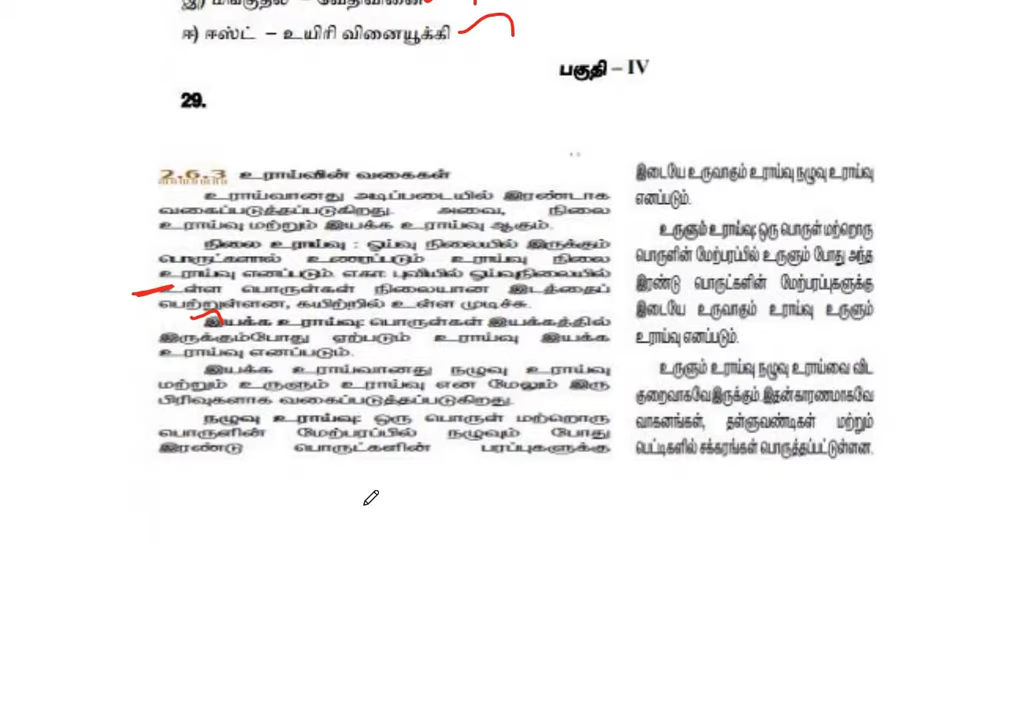 இ) மங்குதல் – வேதிவினை
ஈ) ஈஸ்ட் – உயிரி வினையூக்கி
பகுதி – IV
29.
2.6.3 உராய்வின் வகைகள்
உராய்வானது அடிப்படையில் இரண்டாக
வகைப்படுத்தப்படுகிறது. அவை, நிலை
உராய்வு மற்றும் இயக்க உராய்வு ஆகும்.
நிலை உராய்வு : ஓய்வு நிலையில் இருக்கும்
பொருட்களால் உணரப்படும் உராய்வு நிலை
உராய்வு எனப்படும். எ.கா: புவியில் ஓய்வுநிலையில்
உள்ள பொருள்கள் நிலையான இடத்தைப்
பெற்றுள்ளன, கயிற்றில் உள்ள முடிச்சு.
இயக்க உராய்வு: பொருள்கள் இயக்கத்தில்
இருக்கும்போது ஏற்படும் உராய்வு இயக்க
உராய்வு எனப்படும்.
இயக்க உராய்வானது நழுவு உராய்வு
மற்றும் உருளும் உராய்வு என மேலும் இரு
பிரிவுகளாக வகைப்படுத்தப்படுகிறது.
நழுவு உராய்வு: ஒரு பொருள் மற்றொரு
பொருளின் மேற்பரப்பில் நழுவும் போது
இரண்டு பொருட்களின் பரப்புகளுக்கு
இடையே உருவாகும் உராய்வு நழுவு உராய்வு
எனப்படும்.
உருளும் உராய்வு: ஒரு பொருள் மற்றொரு
பொருளின் மேற்பரப்பில் உருளும் போது அந்த
இரண்டு பொருட்களின் மேற்பரப்புகளுக்கு
இடையே உருவாகும் உராய்வு உருளும்
உராய்வு எனப்படும்.
உருளும் உராய்வு நழுவு உராய்வை விட
குறைவாகவே இருக்கும். இதன்காரணமாகவே
வாகனங்கள், தள்ளுவண்டிகள் மற்றும்
பெட்டிகளில் சக்கரங்கள் பொருத்தப்பட்டுள்ளன.